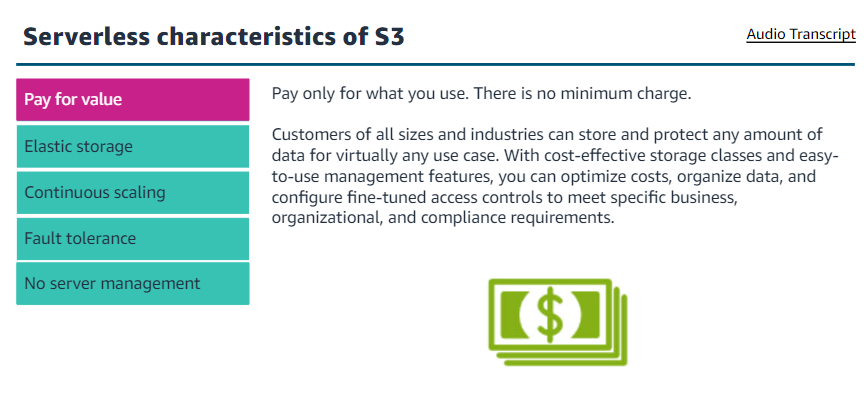 Serverless characteristics of S3
Audio Transcript
Pay for value
Elastic storage
Continuous scaling
Fault tolerance
No server management
Pay only for what you use. There is no minimum charge.
Customers of all sizes and industries can store and protect any amount of
data for virtually any use case. With cost-effective storage classes and easy-
to-use management features, you can optimize costs, organize data, and
configure fine-tuned access controls to meet specific business,
organizational, and compliance requirements.
$